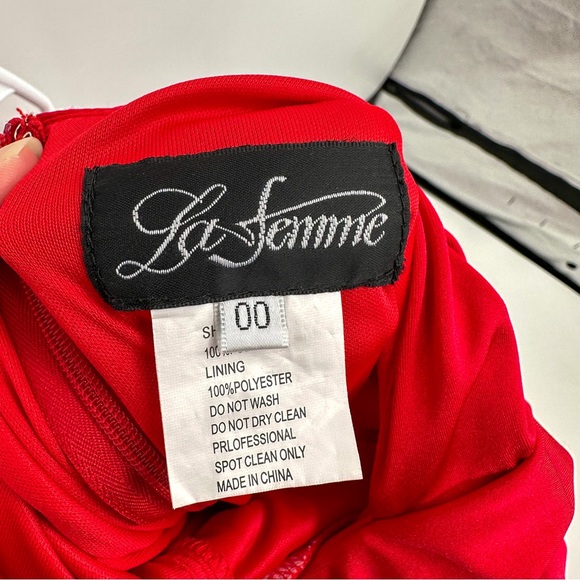 La Femme
00
LINING
100%POLYESTER
DO NOT WASH
DO NOT DRY CLEAN
PRLOFESSIONAL
SPOT CLEAN ONLY
MADE IN CHINA